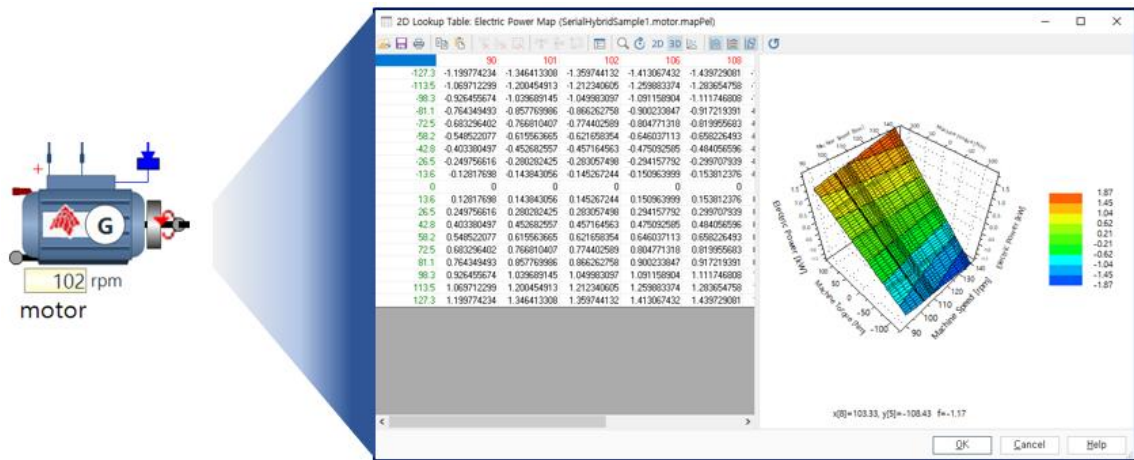 2D Lookup Table: Electric Power Map (SerialHybridSample1.motor.mapPel)
2D 3D
90 101 102 106 108
-127.3 -1.199774234 -1.346413308 -1.359744132 -1.413067432 -1.439729081
-113.5 -1.069712299 -1.200454913 -1.212340605 -1.259883374 -1.283654758
-98.3 -0.926455674 -1.039689145 -1.049983097 -1.091158904 -1.111746808
-81.1 -0.764349493 -0.857769986 -0.866262758 -0.900233847 -0.917219391
-72.5 -0.683296402 -0.766810407 -0.774402589 -0.804771318 -0.819955683
-58.2 -0.548522077 -0.615563665 -0.621658354 -0.646037113 -0.658226493
-42.8 -0.403380497 -0.452682557 -0.457164563 -0.475092585 -0.484056596
-26.5 -0.249756616 -0.280282425 -0.283057498 -0.294157792 -0.299707939
-13.6 -0.12817698 -0.143843056 -0.145267244 -0.150963999 -0.153812376
0 0 0 0 0 0
13.6 0.12817698 0.143843056 0.145267244 0.150963999 0.153812376
26.5 0.249756616 0.280282425 0.283057498 0.294157792 0.299707939
42.8 0.403380497 0.452682557 0.457164563 0.475092585 0.484056596
58.2 0.548522077 0.615563665 0.621658354 0.646037113 0.658226493
72.5 0.683296402 0.766810407 0.774402589 0.804771318 0.819955683
81.1 0.764349493 0.857769986 0.866262758 0.900233847 0.917219391
98.3 0.926455674 1.039689145 1.049983097 1.091158904 1.111746808
113.5 1.069712299 1.200454913 1.212340605 1.259883374 1.283654758
127.3 1.199774234 1.346413308 1.359744132 1.413067432 1.439729081
G
102 rpm
motor
Electric Power [kW]
Machine Torque [Nm]
100 50 0 -50 -100
Machine Speed [rpm]
90 100 110 120 130 140
Electric Power [kW]
1.87
1.45
1.04
0.62
0.21
-0.21
-0.62
-1.04
-1.45
-1.87
x[8]=103.33, y[5]=-108.43 f=-1.17
OK Cancel Help